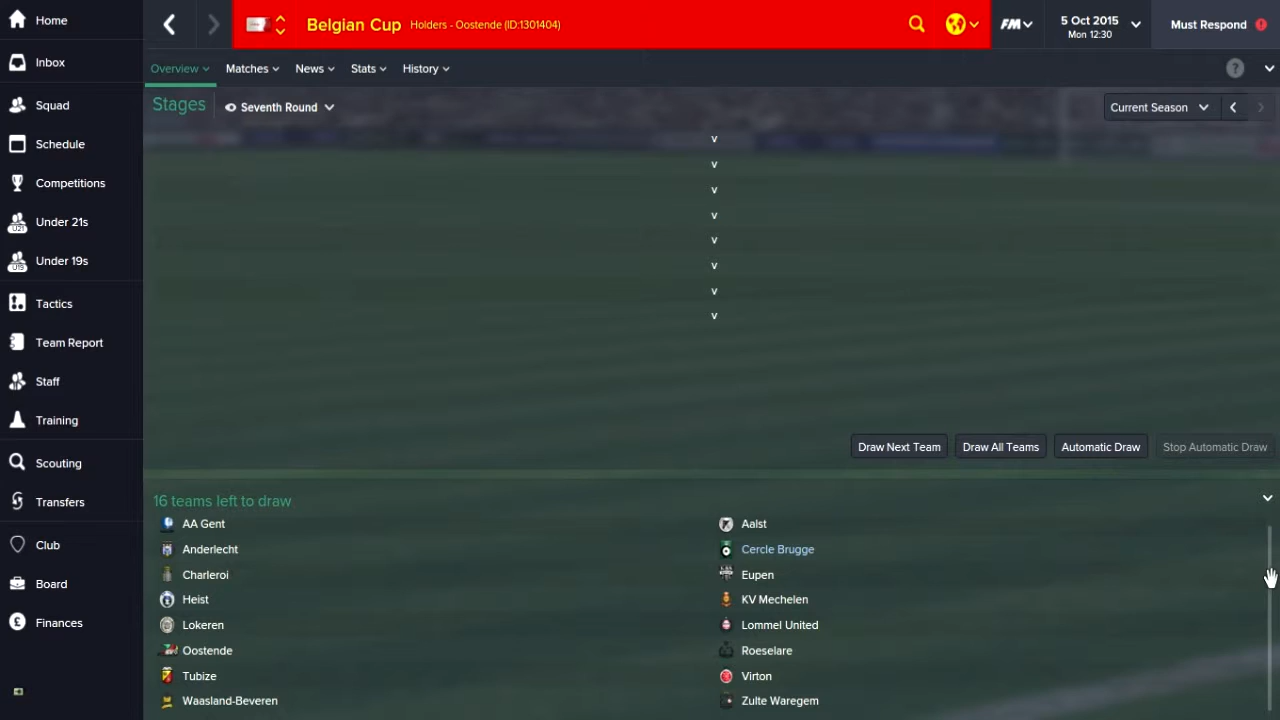 Home
Inbox
Squad
Schedule
Competitions
U21
Under 21s
U19
Under 19s
Tactics
Team Report
Staff
Training
Scouting
Transfers
Club
Board
Finances
Belgian Cup Holders - Oostende (ID:1301404)
FM
5 Oct 2015
Mon 12:30
Must Respond
Overview Matches News Stats History
?
Stages Seventh Round
Current Season
v
v
v
v
v
v
v
v
Draw Next Team Draw All Teams Automatic Draw Stop Automatic Draw
16 teams left to draw
AA Gent Aalst
Anderlecht Cercle Brugge
Charleroi Eupen
Heist KV Mechelen
Lokeren Lommel United
Oostende Roeselare
Tubize Virton
Waasland-Beveren Zulte Waregem